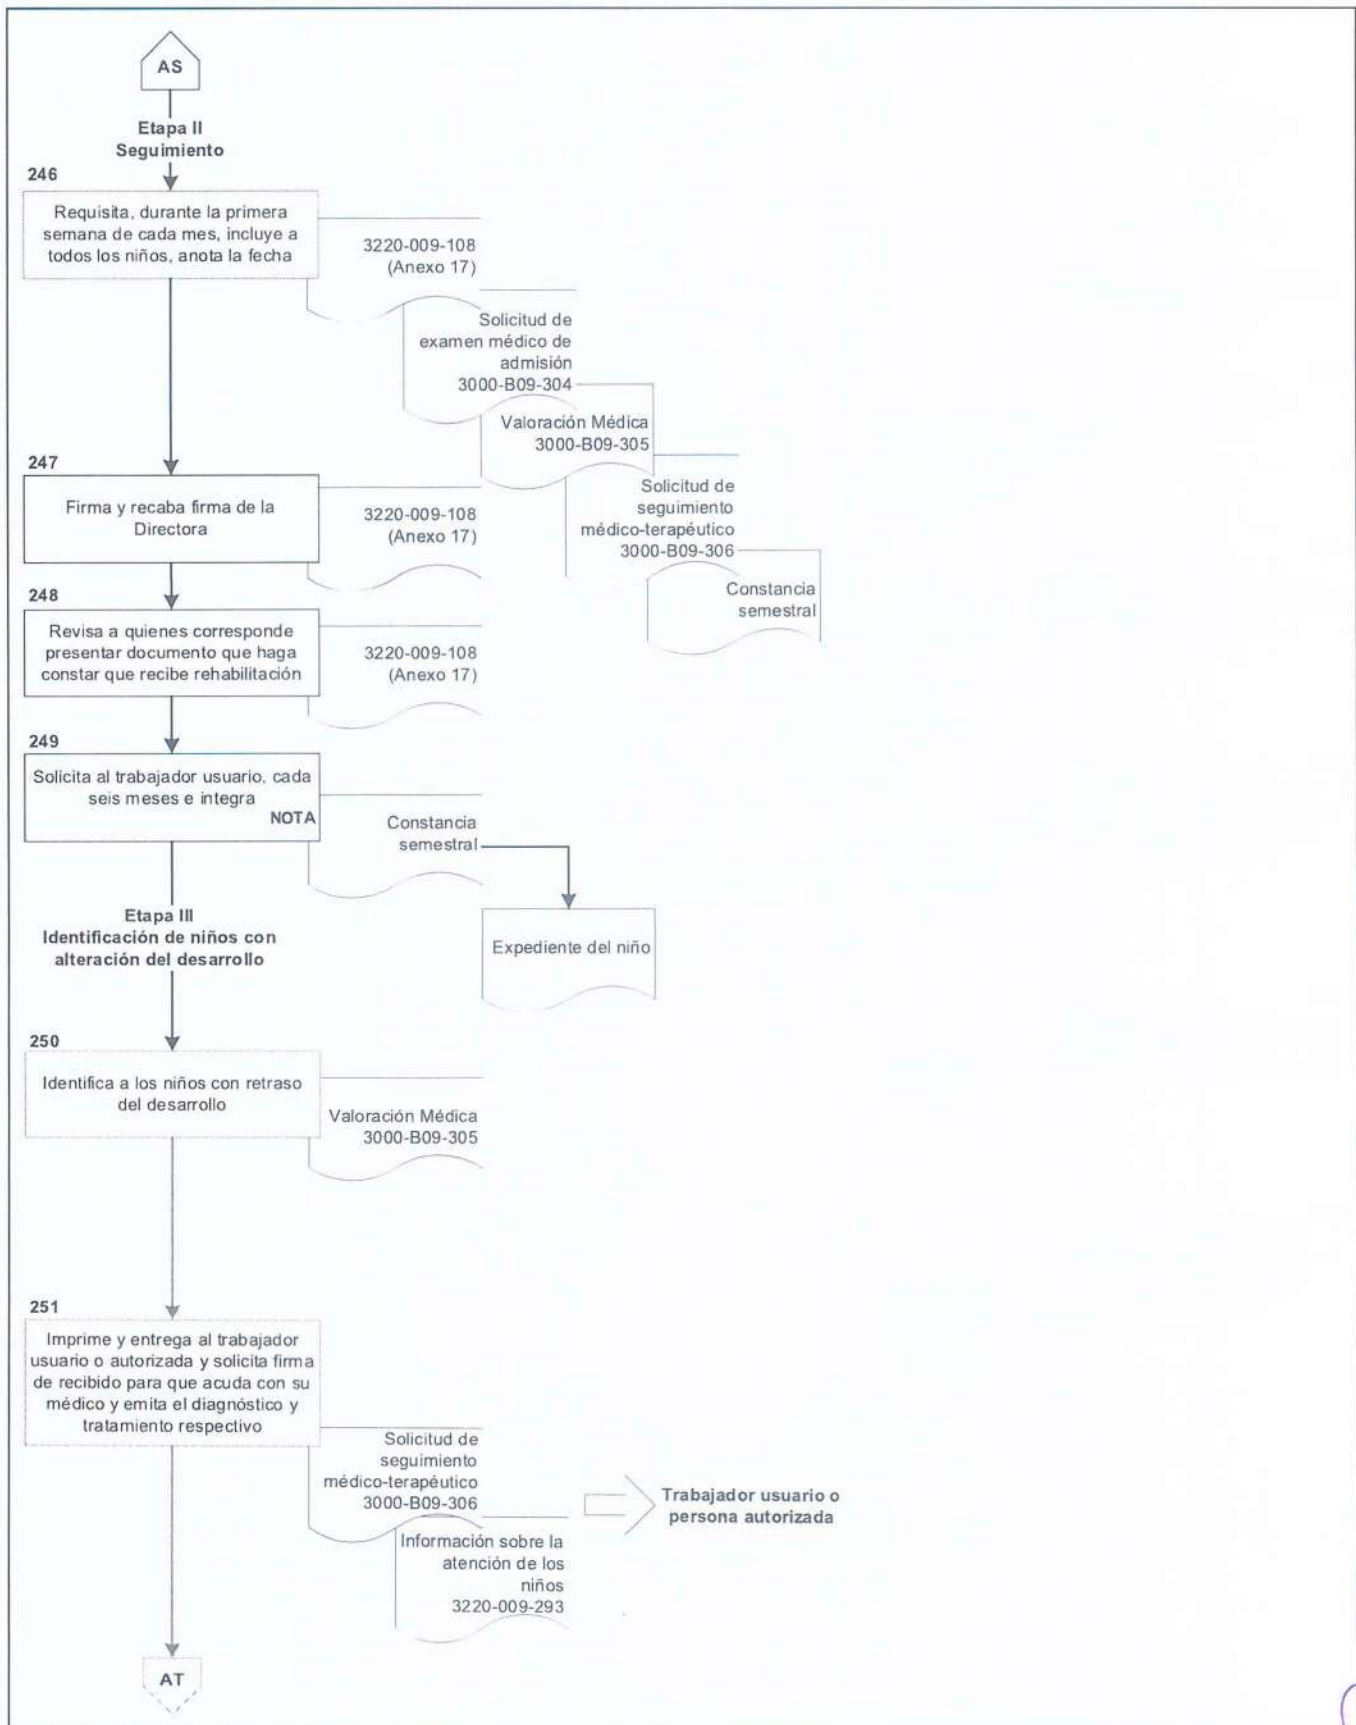 AS
Etapa II
Seguimiento
246
Requisita, durante la primera
semana de cada mes, incluye a
todos los niños, anota la fecha
3220-009-108
(Anexo 17)
Solicitud de
examen médico de
admisión
3000-B09-304
Valoración Médica
3000-B09-305
Solicitud de
seguimiento
médico-terapéutico
3000-B09-306
Constancia
semestral
247
Firma y recaba firma de la
Directora
3220-009-108
(Anexo 17)
248
Revisa a quienes corresponde
presentar documento que haga
constar que recibe rehabilitación
3220-009-108
(Anexo 17)
249
Solicita al trabajador usuario, cada
seis meses e integra
NOTA
Constancia
semestral
Expediente del niño
Etapa III
Identificación de niños con
alteración del desarrollo
250
Identifica a los niños con retraso
del desarrollo
Valoración Médica
3000-B09-305
251
Imprime y entrega al trabajador
usuario o autorizada y solicita firma
de recibido para que acuda con su
médico y emita el diagnóstico y
tratamiento respectivo
Solicitud de
seguimiento
médico-terapéutico
3000-B09-306
Información sobre la
atención de los
niños
3220-009-293
Trabajador usuario o
persona autorizada
AT